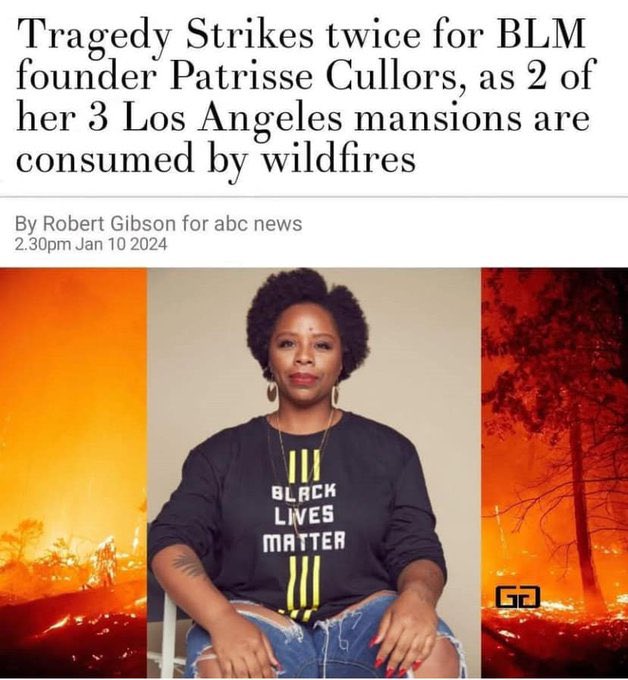 Tragedy Strikes twice for BLM
founder Patrisse Cullors, as 2 of
her 3 Los Angeles mansions are
consumed by wildfires
By Robert Gibson for abc news
2.30pm Jan 10 2024
BLACK
LIVES
MATTER
GG